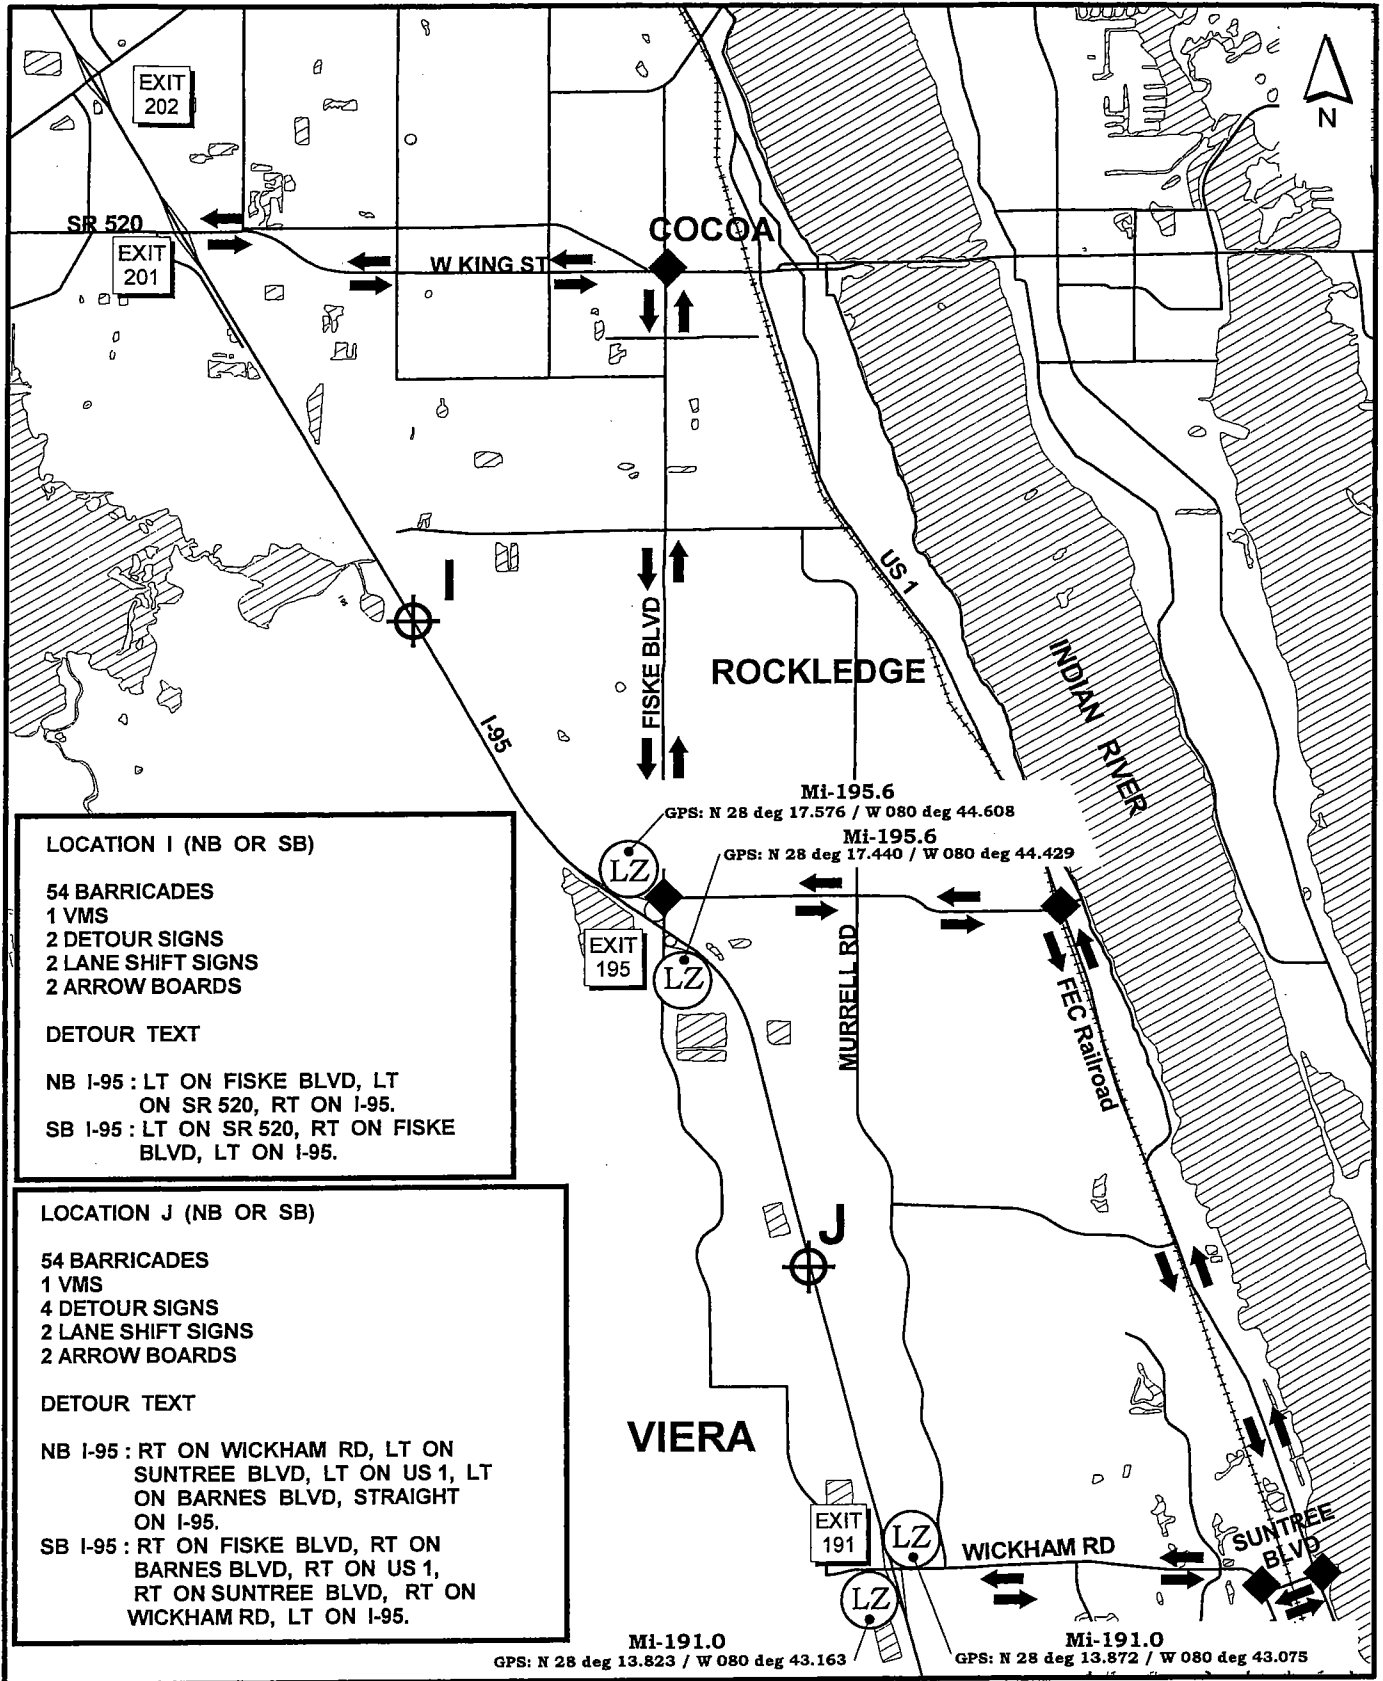 EXIT
202
N
SR 520
COCOA
EXIT
201
W KING ST
I
US 1
FISKE BLVD
ROCKLEDGE
INDIAN RIVER
I-95
Mi-195.6
GPS: N 28 deg 17.576 / W 080 deg 44.608
Mi-195.6
GPS: N 28 deg 17.440 / W 080 deg 44.429
LZ
LZ
EXIT
195
MURRELL RD
FEC Railroad
LOCATION I (NB OR SB)
54 BARRICADES
1 VMS
2 DETOUR SIGNS
2 LANE SHIFT SIGNS
2 ARROW BOARDS
DETOUR TEXT
NB I-95 : LT ON FISKE BLVD, LT
ON SR 520, RT ON I-95.
SB I-95 : LT ON SR 520, RT ON FISKE
BLVD, LT ON I-95.
LOCATION J (NB OR SB)
54 BARRICADES
1 VMS
4 DETOUR SIGNS
2 LANE SHIFT SIGNS
2 ARROW BOARDS
DETOUR TEXT
NB I-95 : RT ON WICKHAM RD, LT ON
SUNTREE BLVD, LT ON US 1, LT
ON BARNES BLVD, STRAIGHT
ON I-95.
SB I-95 : RT ON FISKE BLVD, RT ON
BARNES BLVD, RT ON US 1,
RT ON SUNTREE BLVD, RT ON
WICKHAM RD, LT ON I-95.
J
VIERA
EXIT
191
LZ
LZ
WICKHAM RD
SUNTREE
BLVD
Mi-191.0
GPS: N 28 deg 13.823 / W 080 deg 43.163
Mi-191.0
GPS: N 28 deg 13.872 / W 080 deg 43.075